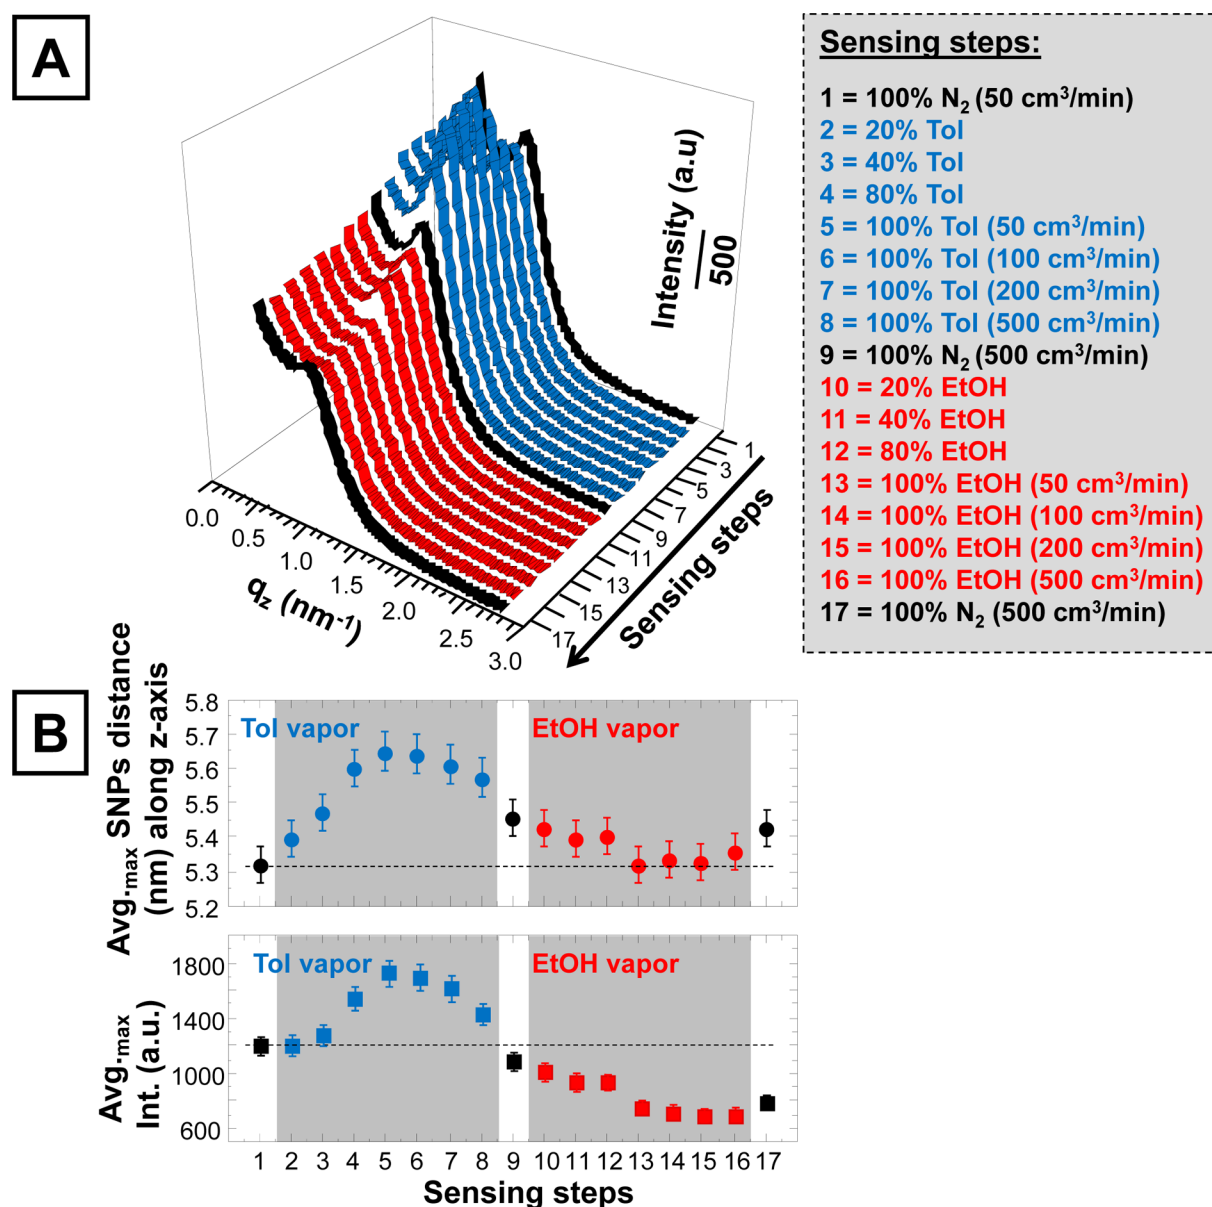 A
Intensity (a.u)
500
0.0
0.5
1.0
1.5
2.0
2.5
3.0
q_z (nm⁻¹)
1
3
5
7
9
11
13
15
17
Sensing steps
Sensing steps:
1 = 100% N₂ (50 cm³/min)
2 = 20% Tol
3 = 40% Tol
4 = 80% Tol
5 = 100% Tol (50 cm³/min)
6 = 100% Tol (100 cm³/min)
7 = 100% Tol (200 cm³/min)
8 = 100% Tol (500 cm³/min)
9 = 100% N₂ (500 cm³/min)
10 = 20% EtOH
11 = 40% EtOH
12 = 80% EtOH
13 = 100% EtOH (50 cm³/min)
14 = 100% EtOH (100 cm³/min)
15 = 100% EtOH (200 cm³/min)
16 = 100% EtOH (500 cm³/min)
17 = 100% N₂ (500 cm³/min)
B
Avg.max SNPs distance
(nm) along z-axis
5.8
5.7
5.6
5.5
5.4
5.3
5.2
Tol vapor
EtOH vapor
Avg.max
Int. (a.u.)
1800
1400
1000
600
Tol vapor
EtOH vapor
1 2 3 4 5 6 7 8 9 10 11 12 13 14 15 16 17
Sensing steps